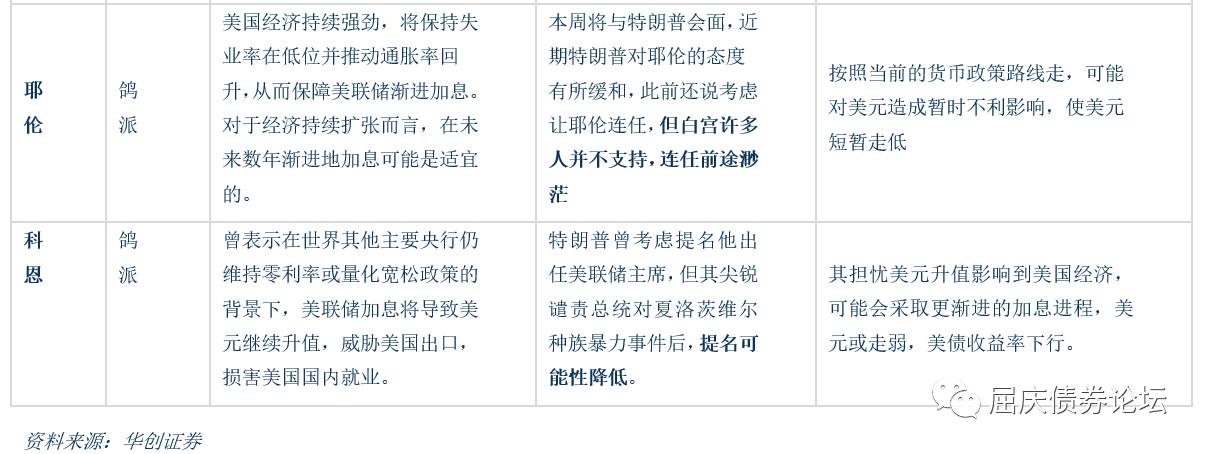 耶伦
鸽派
美国经济持续强劲，将保持失
业率在低位并推动通胀率回
升，从而保障美联储渐进加息。
对于经济持续扩张而言，在未
来数年渐进地加息可能是适宜
的。
本周将与特朗普会面，近
期特朗普对耶伦的态度
有所缓和，此前还说考虑
让耶伦连任，但白宫许多
人并不支持，连任前途渺
茫
按照当前的货币政策路线走，可能
对美元造成暂时不利影响，使美元
短暂走低
科恩
鸽派
曾表示在世界其他主要央行仍
维持零利率或量化宽松政策的
背景下，美联储加息将导致美
元继续升值，威胁美国出口，
损害美国国内就业。
特朗普曾考虑提名他出
任美联储主席，但其尖锐
谴责总统对夏洛茨维尔
种族暴力事件后，提名可
能性降低。
其担忧美元升值影响到美国经济，
可能会采取更渐进的加息进程，美
元或走弱，美债收益率下行。
屈庆债券论坛
资料来源：华创证券